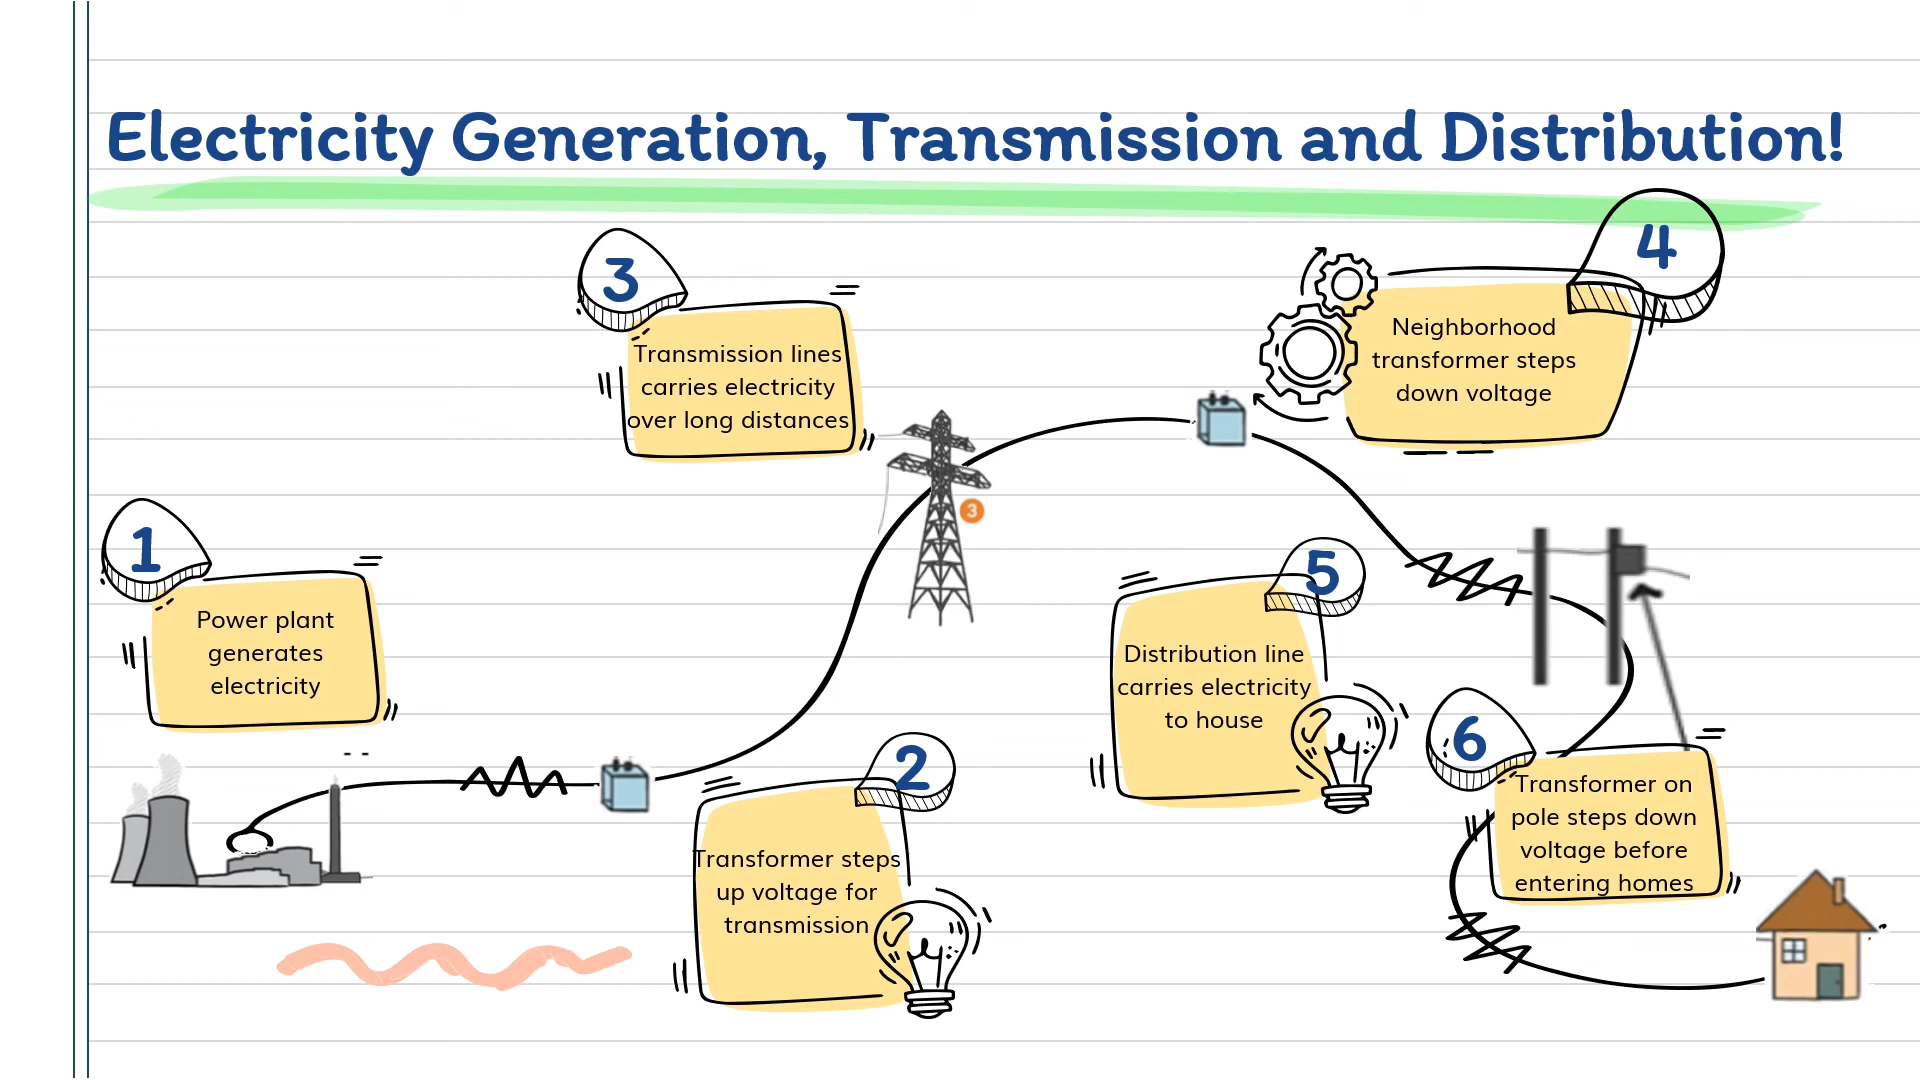 Electricity Generation, Transmission and Distribution!
1
Power plant
generates
electricity
2
Transformer steps
up voltage for
transmission
3
Transmission lines
carries electricity
over long distances
3
4
Neighborhood
transformer steps
down voltage
5
Distribution line
carries electricity
to house
6
Transformer on
pole steps down
voltage before
entering homes